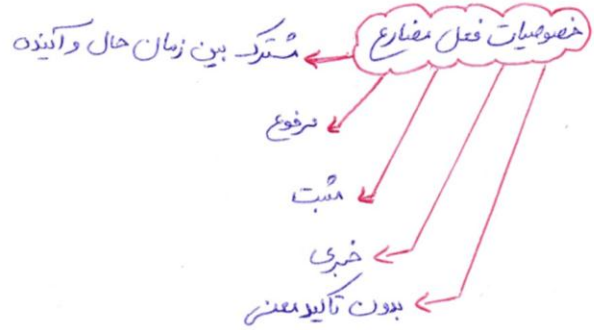 خصوصیات فعل مضارع
مشترک بین زمان حال و آینده
مرفوع
مثبت
خبری
بدون تاکید معنی